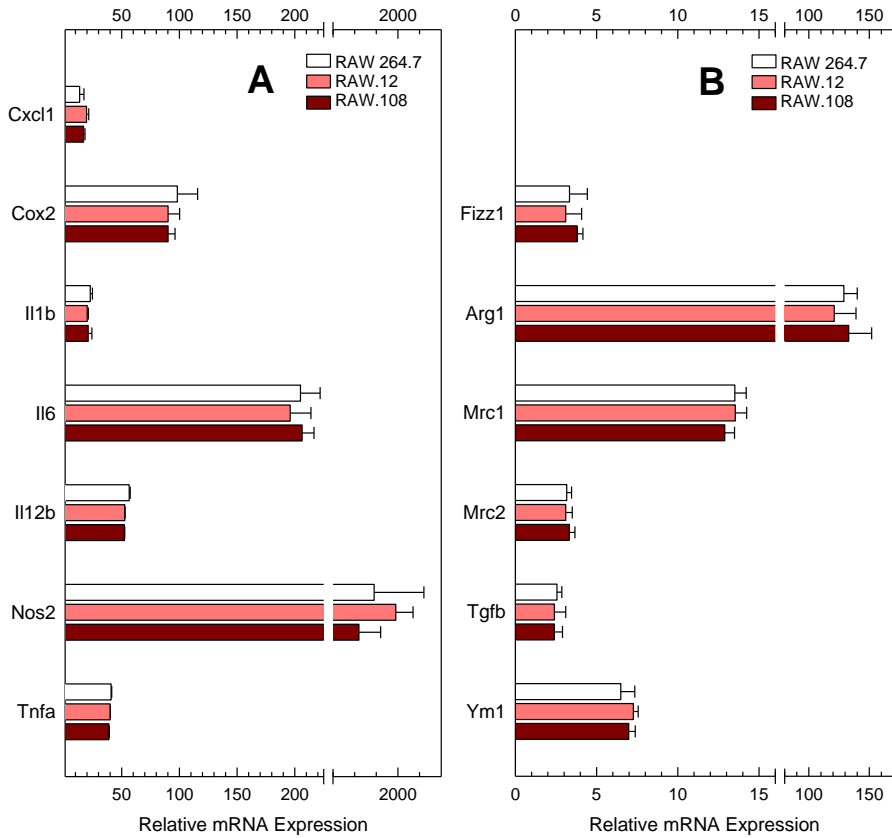 0 100 200 2000
0 5 10 15 100 150
A
RAW 264.7
RAW.12
RAW.108
B
RAW 264.7
RAW.12
RAW.108
Cxcl1
Cox2
Il1b
Il6
Il12b
Nos2
Tnfa
Fizz1
Arg1
Mrc1
Mrc2
Tgfb
Ym1
50 100 150 200 2000
0 5 10 15 100 150
Relative mRNA Expression
Relative mRNA Expression